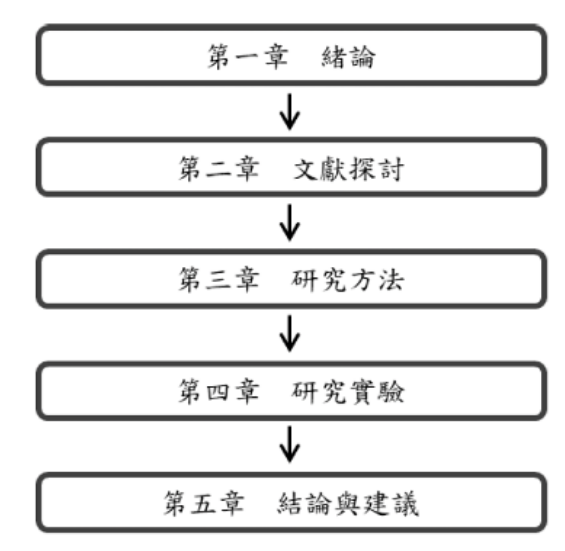 第一章　緒論
第二章　文獻探討
第三章　研究方法
第四章　研究實驗
第五章　結論與建議